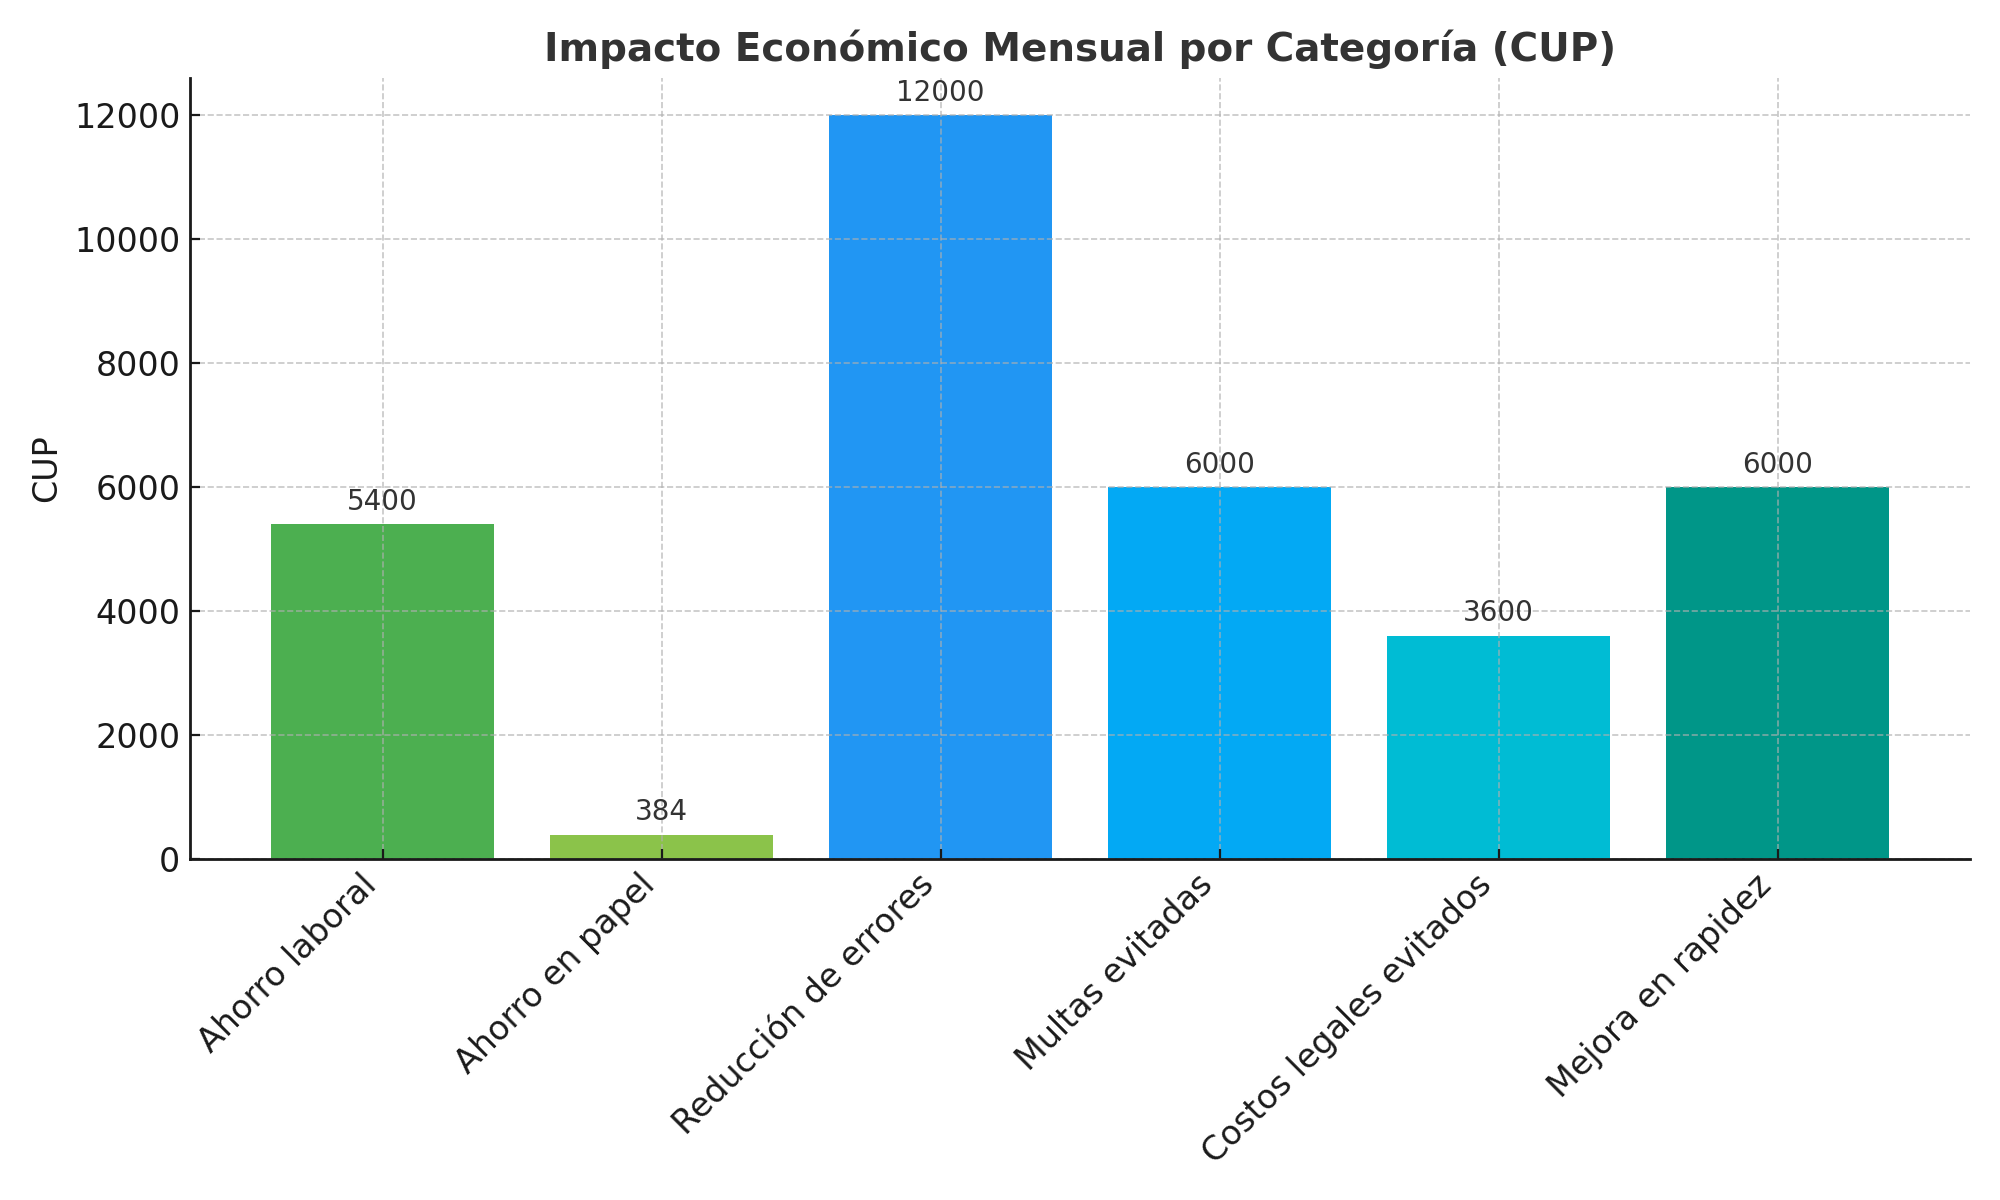 Impacto Económico Mensual por Categoría (CUP)
12000
10000
8000
6000
4000
2000
0
CUP
5400
384
12000
6000
3600
6000
Ahorro laboral
Ahorro en papel
Reducción de errores
Multas evitadas
Costos legales evitados
Mejora en rapidez